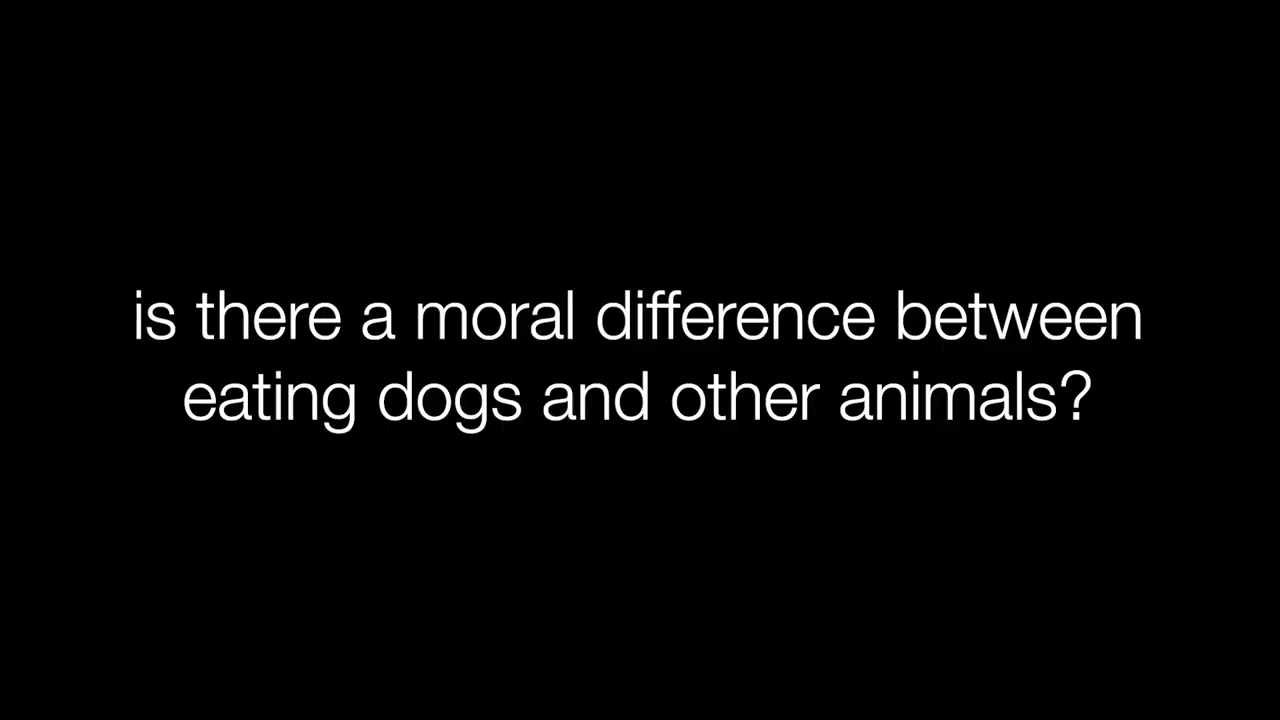 is there a moral difference between
eating dogs and other animals?